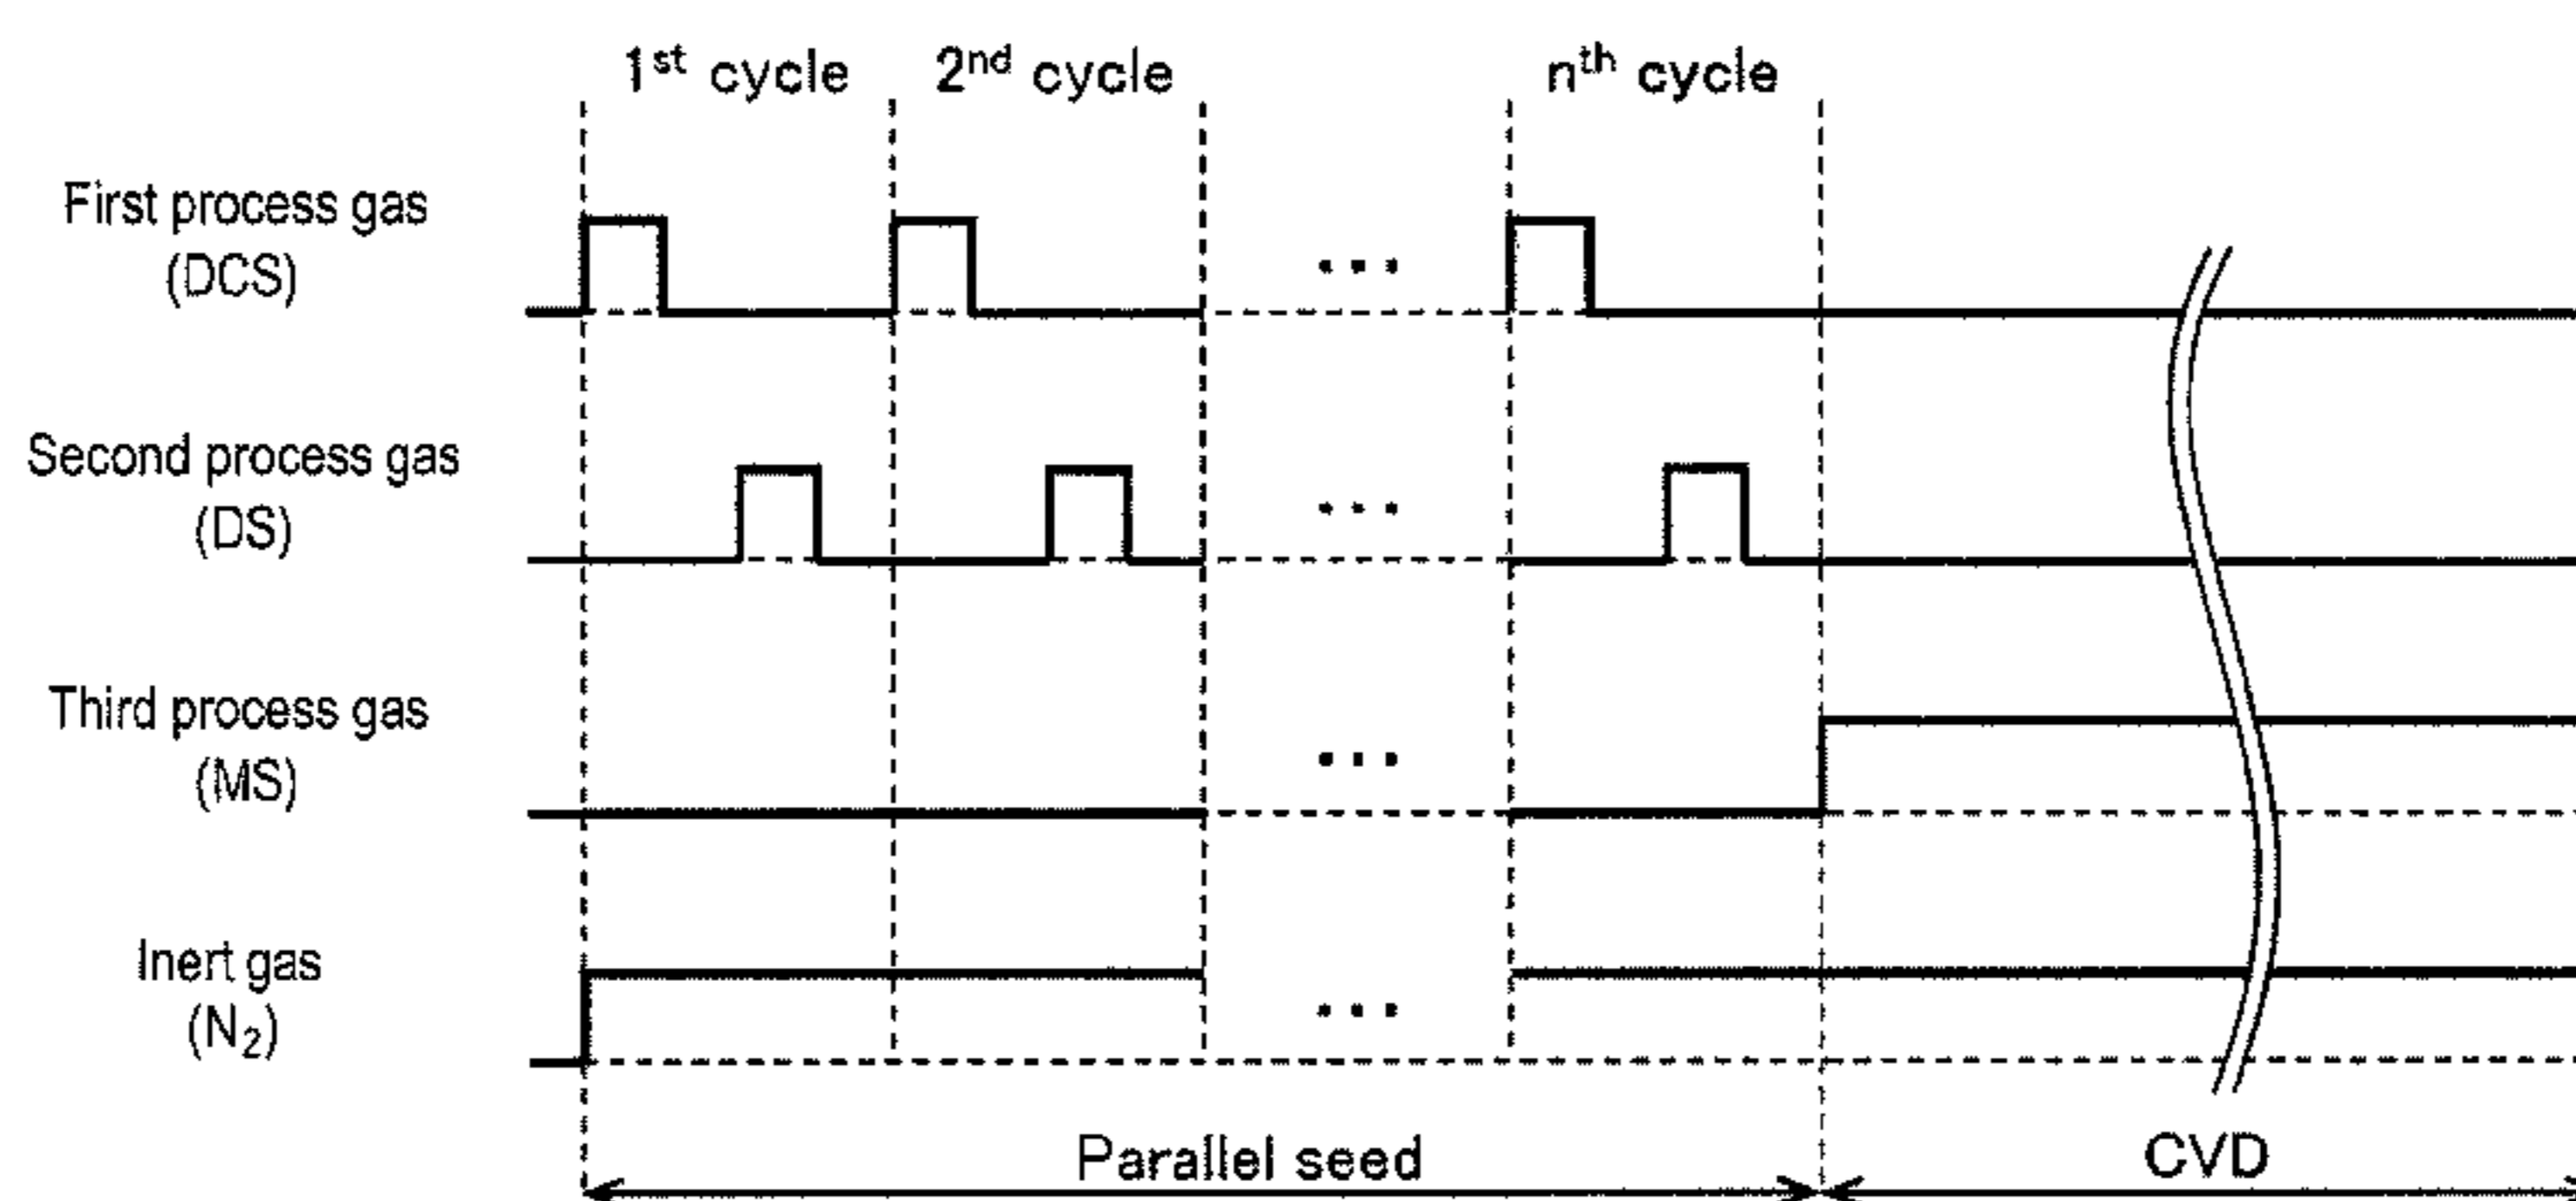 1st cycle 2nd cycle nth cycle
First process gas
(DCS)
...
Second process gas
(DS)
...
Third process gas
(MS)
...
Inert gas
(N2)
...
Parallel seed CVD